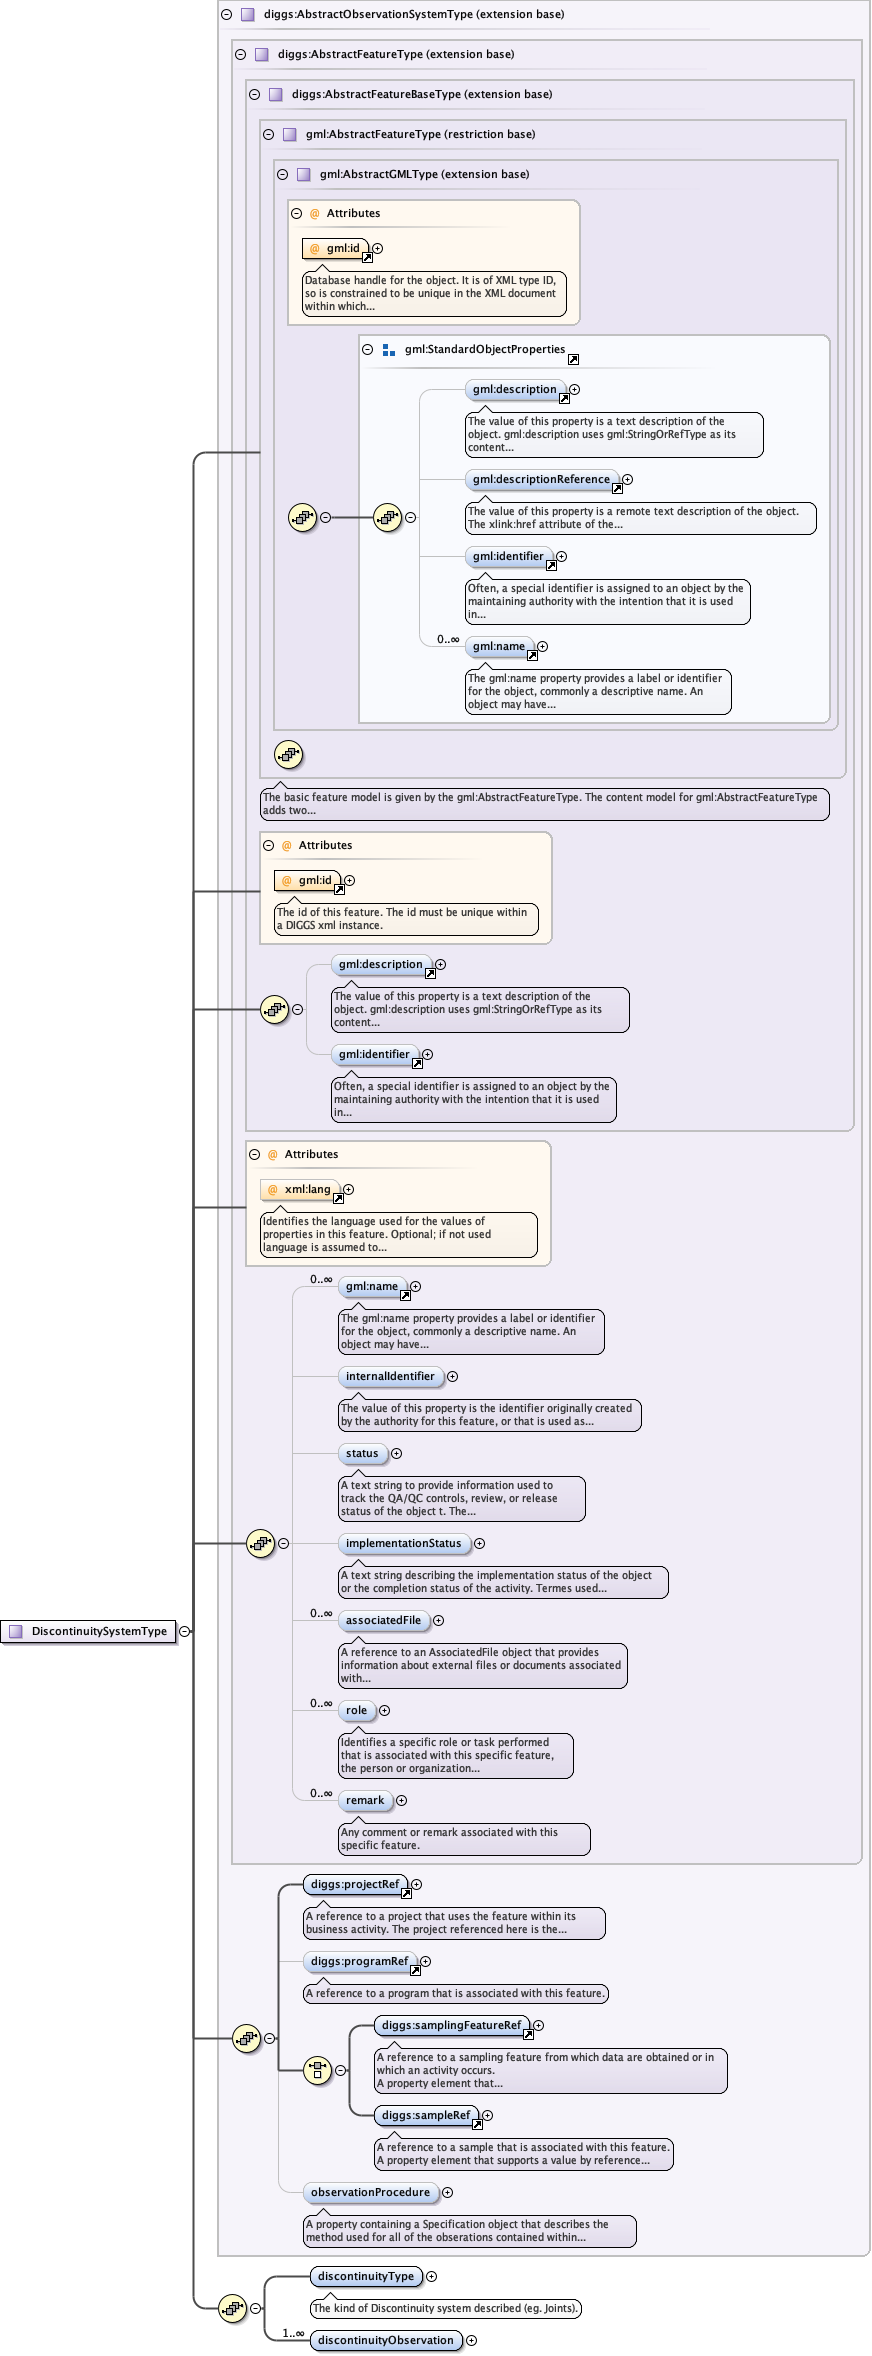 diggs:AbstractObservationSystemType (extension base)
diggs:AbstractFeatureType (extension base)
diggs:AbstractFeatureBaseType (extension base)
gml:AbstractFeatureType (restriction base)
gml:AbstractGMLType (extension base)
@ Attributes
@ gml:id
Database handle for the object. It is of XML type ID,
so is constrained to be unique in the XML document
within which...
gml:StandardObjectProperties
gml:description
The value of this property is a text description of the
object. gml:description uses gml:StringOrRefType as its
content...
gml:descriptionReference
The value of this property is a remote text description of the object.
The xlink:href attribute of the...
gml:identifier
Often, a special identifier is assigned to an object by the
maintaining authority with the intention that it is used
in...
0..∞
gml:name
The gml:name property provides a label or identifier
for the object, commonly a descriptive name. An
object may have...
The basic feature model is given by the gml:AbstractFeatureType. The content model for gml:AbstractFeatureType
adds two...
@ Attributes
@ gml:id
The id of this feature. The id must be unique within
a DIGGS xml instance.
gml:description
The value of this property is a text description of the
object. gml:description uses gml:StringOrRefType as its
content...
gml:identifier
Often, a special identifier is assigned to an object by the
maintaining authority with the intention that it is used
in...
@ Attributes
@ xml:lang
Identifies the language used for the values of
properties in this feature. Optional; if not used
language is assumed to...
0..∞
gml:name
The gml:name property provides a label or identifier
for the object, commonly a descriptive name. An
object may have...
internalIdentifier
The value of this property is the identifier originally created
by the authority for this feature, or that is used as...
status
A text string to provide information used to
track the QA/QC controls, review, or release
status of the object t. The...
implementationStatus
A text string describing the implementation status of the object
or the completion status of the activity. Termes used...
0..∞
associatedFile
DiscontinuitySystemType
A reference to an AssociatedFile object that provides
information about external files or documents associated
with...
0..∞
role
Identifies a specific role or task performed
that is associated with this specific feature,
the person or organization...
0..∞
remark
Any comment or remark associated with this
specific feature.
diggs:projectRef
A reference to a project that uses the feature within its
business activity. The project referenced here is the...
diggs:programRef
A reference to a program that is associated with this feature.
diggs:samplingFeatureRef
A reference to a sampling feature from which data are obtained or in
which an activity occurs.
A property element that...
diggs:sampleRef
A reference to a sample that is associated with this feature.
A property element that supports a value by reference...
observationProcedure
A property containing a Specification object that describes the
method used for all of the obserations contained within...
discontinuityType
The kind of Discontinuity system described (eg. Joints).
1..∞
discontinuityObservation